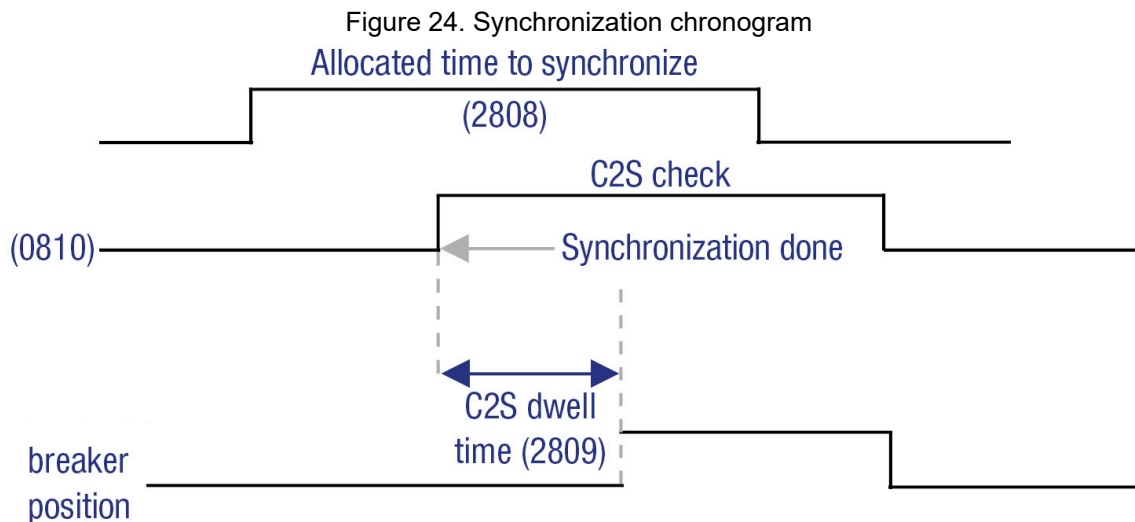 Figure 24. Synchronization chronogram
Allocated time to synchronize
(2808)
C2S check
(0810)
Synchronization done
C2S dwell
time (2809)
breaker
position